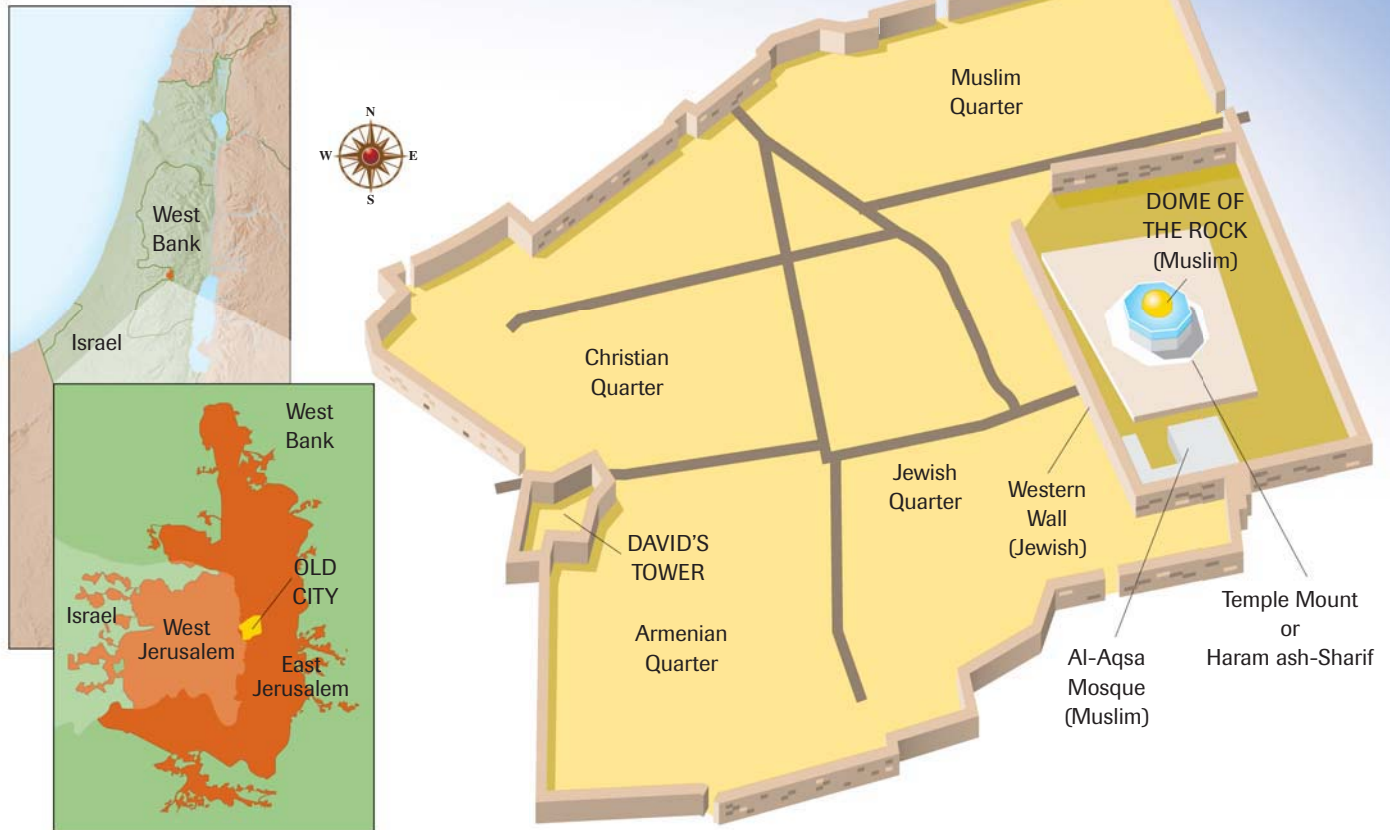 West
Bank
Israel
West
Bank
OLD
CITY
Israel
West
Jerusalem
East
Jerusalem
N
W
E
S
Muslim
Quarter
DOME OF
THE ROCK
(Muslim)
Christian
Quarter
Jewish
Quarter
Western
Wall
(Jewish)
DAVID'S
TOWER
Armenian
Quarter
Temple Mount
or
Haram ash-Sharif
Al-Aqsa
Mosque
(Muslim)